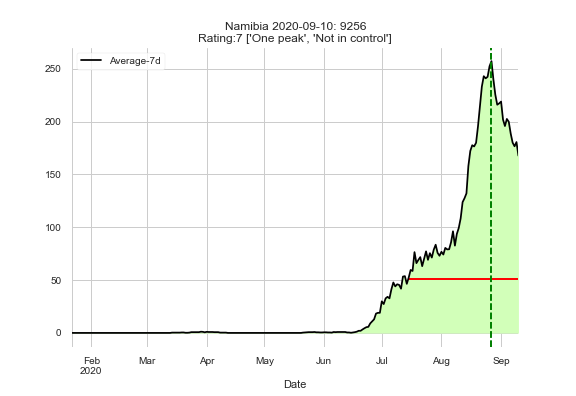 Namibia 2020-09-10: 9256
Rating:7 ['One peak', 'Not in control']
Average-7d
250
200
150
100
50
0
Feb Mar Apr May Jun Jul Aug Sep
2020
Date